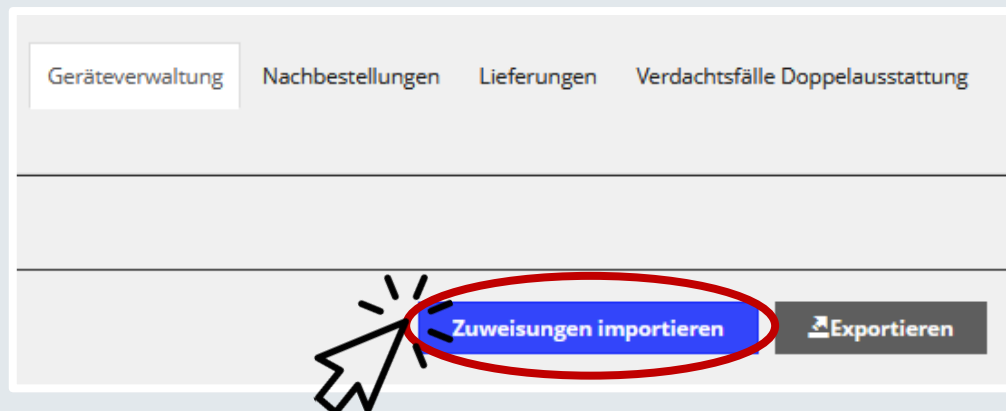 Geräteverwaltung Nachbestellungen Lieferungen Verdachtsfälle Doppelausstattung
Zuweisungen importieren Exportieren